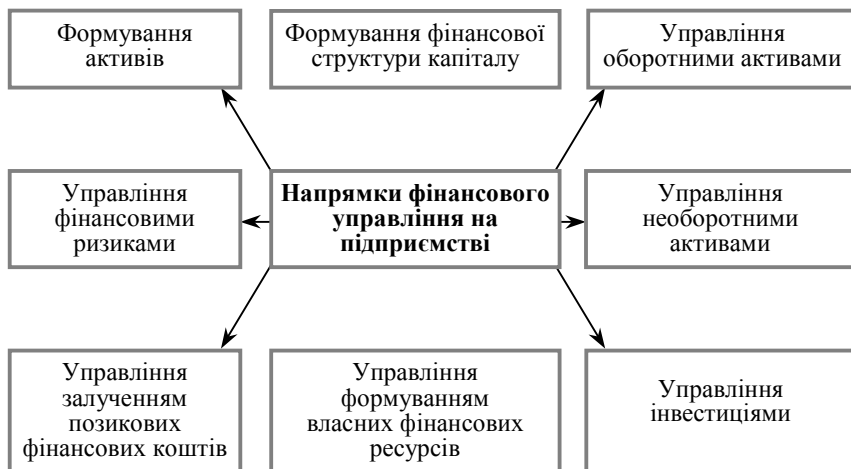 Формування
активів
Формування фінансової
структури капіталу
Управління
оборотними активами
Управління
фінансовими
ризиками
Напрямки фінансового
управління на
підприємстві
Управління
необоротними
активами
Управління
залученням
позикових
фінансових коштів
Управління
формуванням
власних фінансових
ресурсів
Управління
інвестиціями